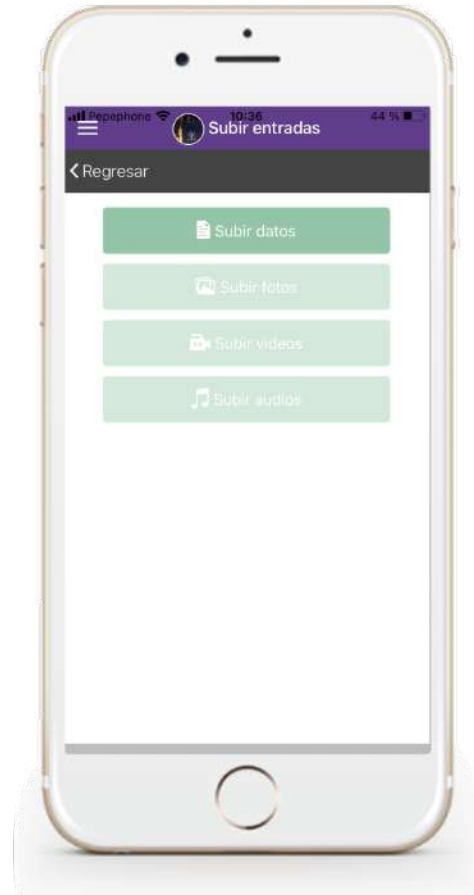 Pepephone 10:36 44 %
Subir entradas
Regresar
Subir datos
Subir fotos
Subir videos
Subir audios